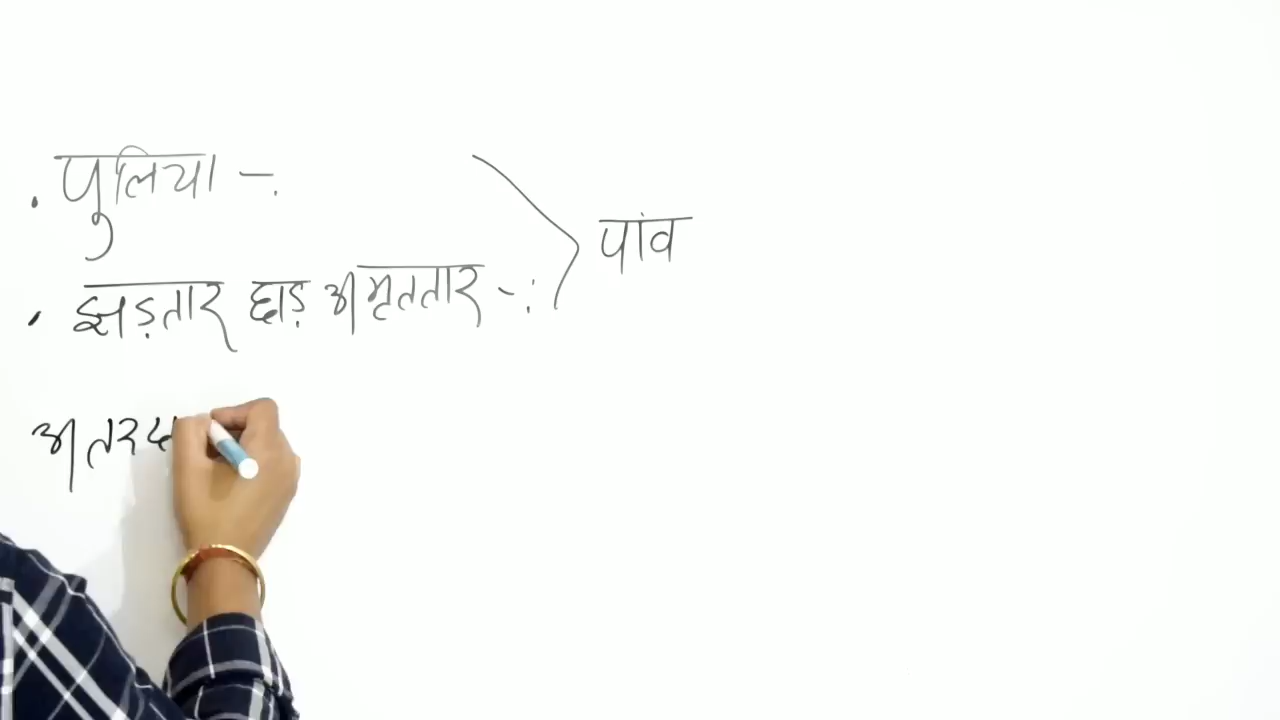 . पुलिया -.
पांव
. झड़तार छाड़ अमृततार -: